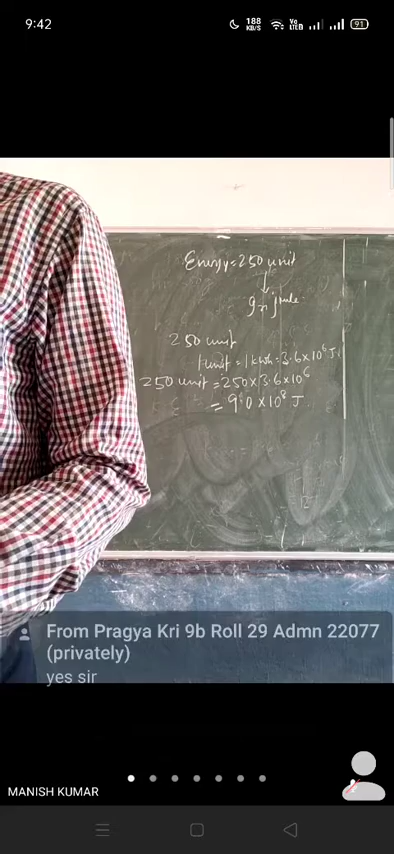 9:42
188
KB/S
Vo
LTE
91
Energy=250 unit
In joule
250 unit
1 unit = 1 kwh = 3.6×10⁶ J
250 unit = 250×3.6×10⁶
= 9.0×10⁸ J
From Pragya Kri 9b Roll 29 Admn 22077
(privately)
yes sir
MANISH KUMAR